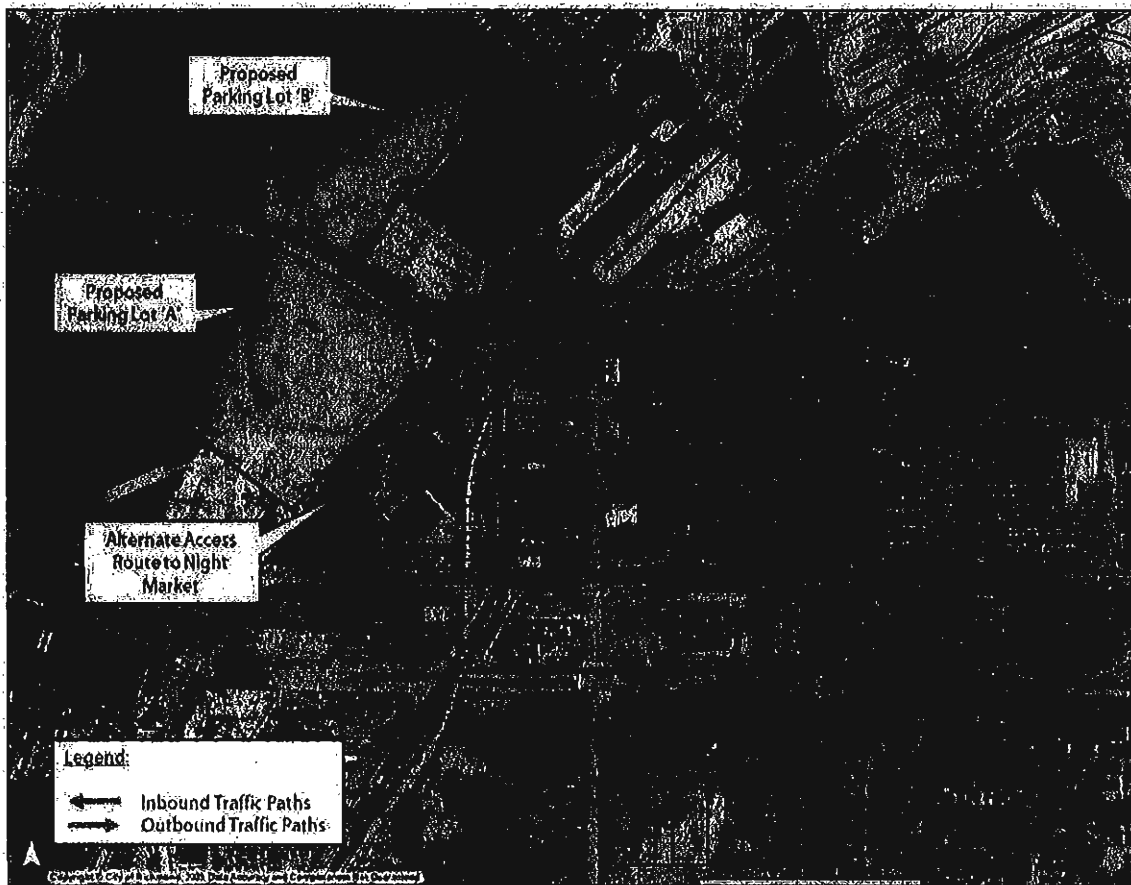 Proposed
Parking Lot 'B'
Proposed
Parking Lot 'A'
Alternate Access
Route to Night
Market
Legend:
Inbound Traffic Paths
Outbound Traffic Paths